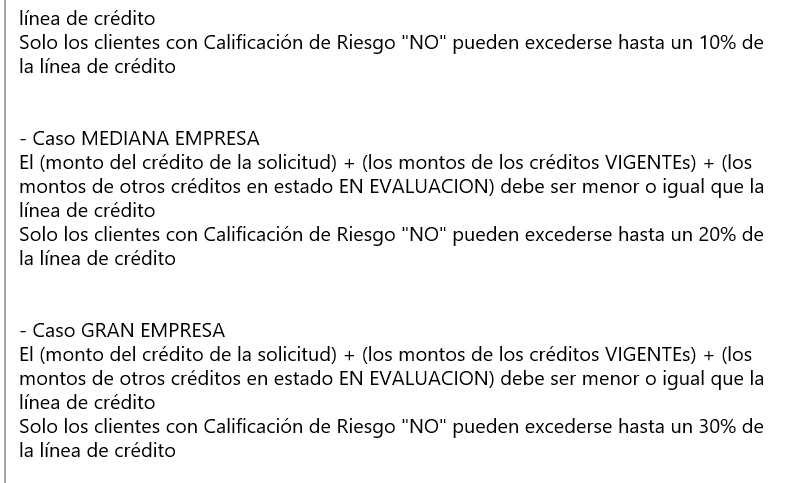 línea de crédito
Solo los clientes con Calificación de Riesgo "NO" pueden excederse hasta un 10% de
la línea de crédito
- Caso MEDIANA EMPRESA
El (monto del crédito de la solicitud) + (los montos de los créditos VIGENTEs) + (los
montos de otros créditos en estado EN EVALUACION) debe ser menor o igual que la
línea de crédito
Solo los clientes con Calificación de Riesgo "NO" pueden excederse hasta un 20% de
la línea de crédito
- Caso GRAN EMPRESA
El (monto del crédito de la solicitud) + (los montos de los créditos VIGENTEs) + (los
montos de otros créditos en estado EN EVALUACION) debe ser menor o igual que la
línea de crédito
Solo los clientes con Calificación de Riesgo "NO" pueden excederse hasta un 30% de
la línea de crédito